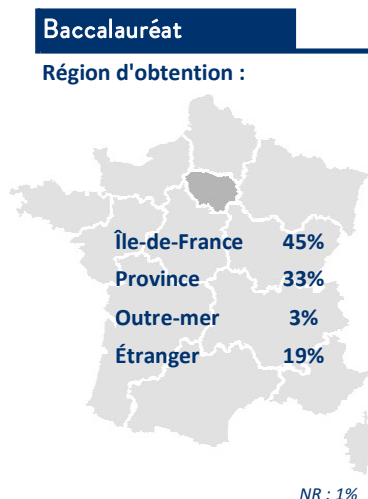 Baccalauréat
Région d'obtention :
Île-de-France 45%
Province 33%
Outre-mer 3%
Étranger 19%
NR : 1%